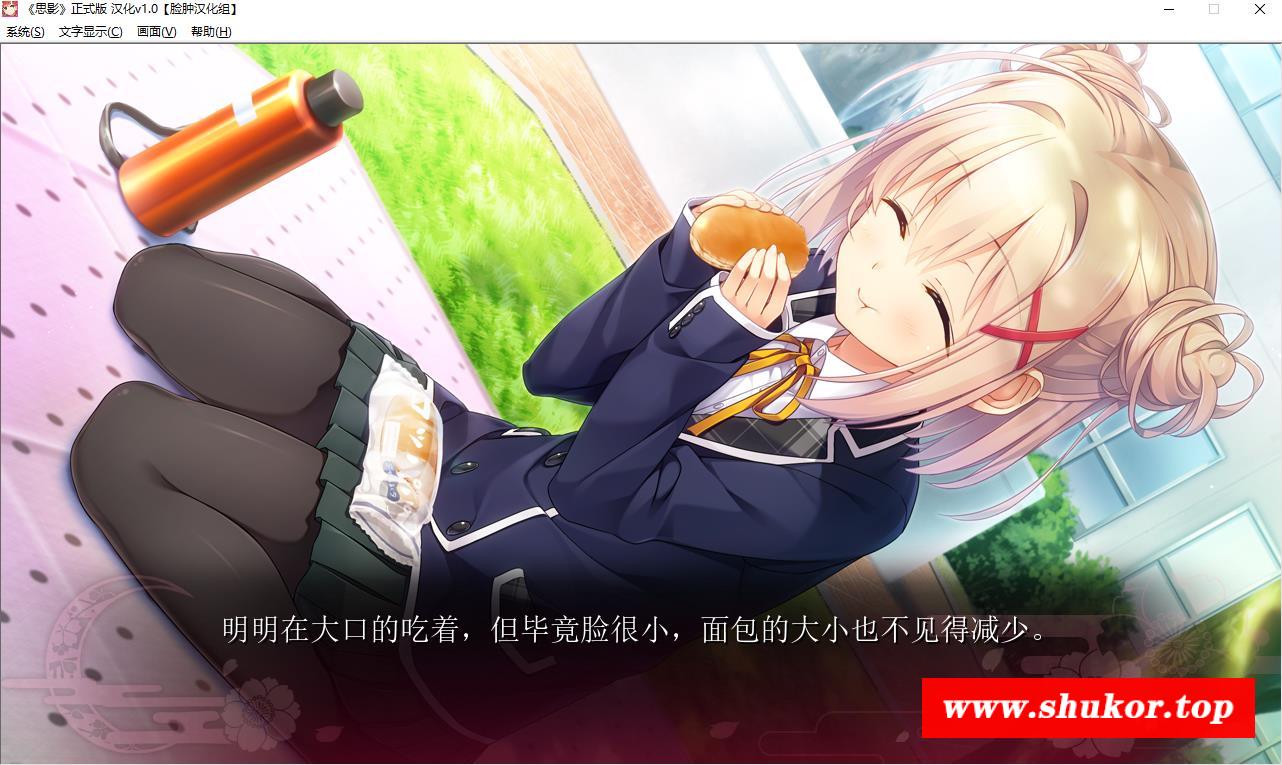 《思影》正式版 汉化v1.0【脸肿汉化组】
系统(S) 文字显示(C) 画面(V) 帮助(H)
明明在大口的吃着，但毕竟脸很小，面包的大小也不见得减少。
www.shukor.top